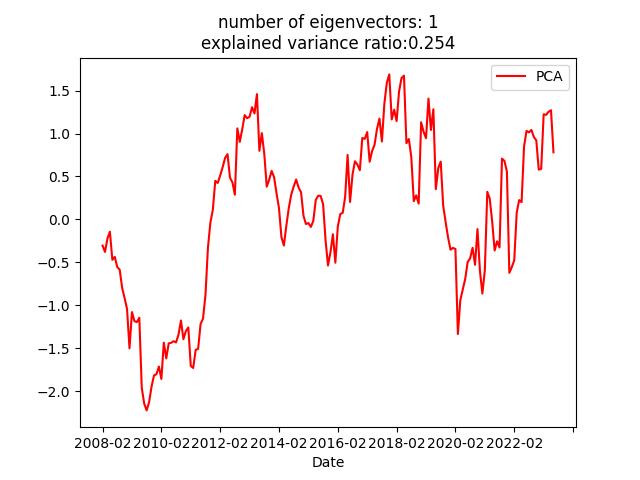 number of eigenvectors: 1
explained variance ratio:0.254
PCA
1.5
1.0
0.5
0.0
−0.5
−1.0
−1.5
−2.0
2008-02 2010-02 2012-02 2014-02 2016-02 2018-02 2020-02 2022-02
Date